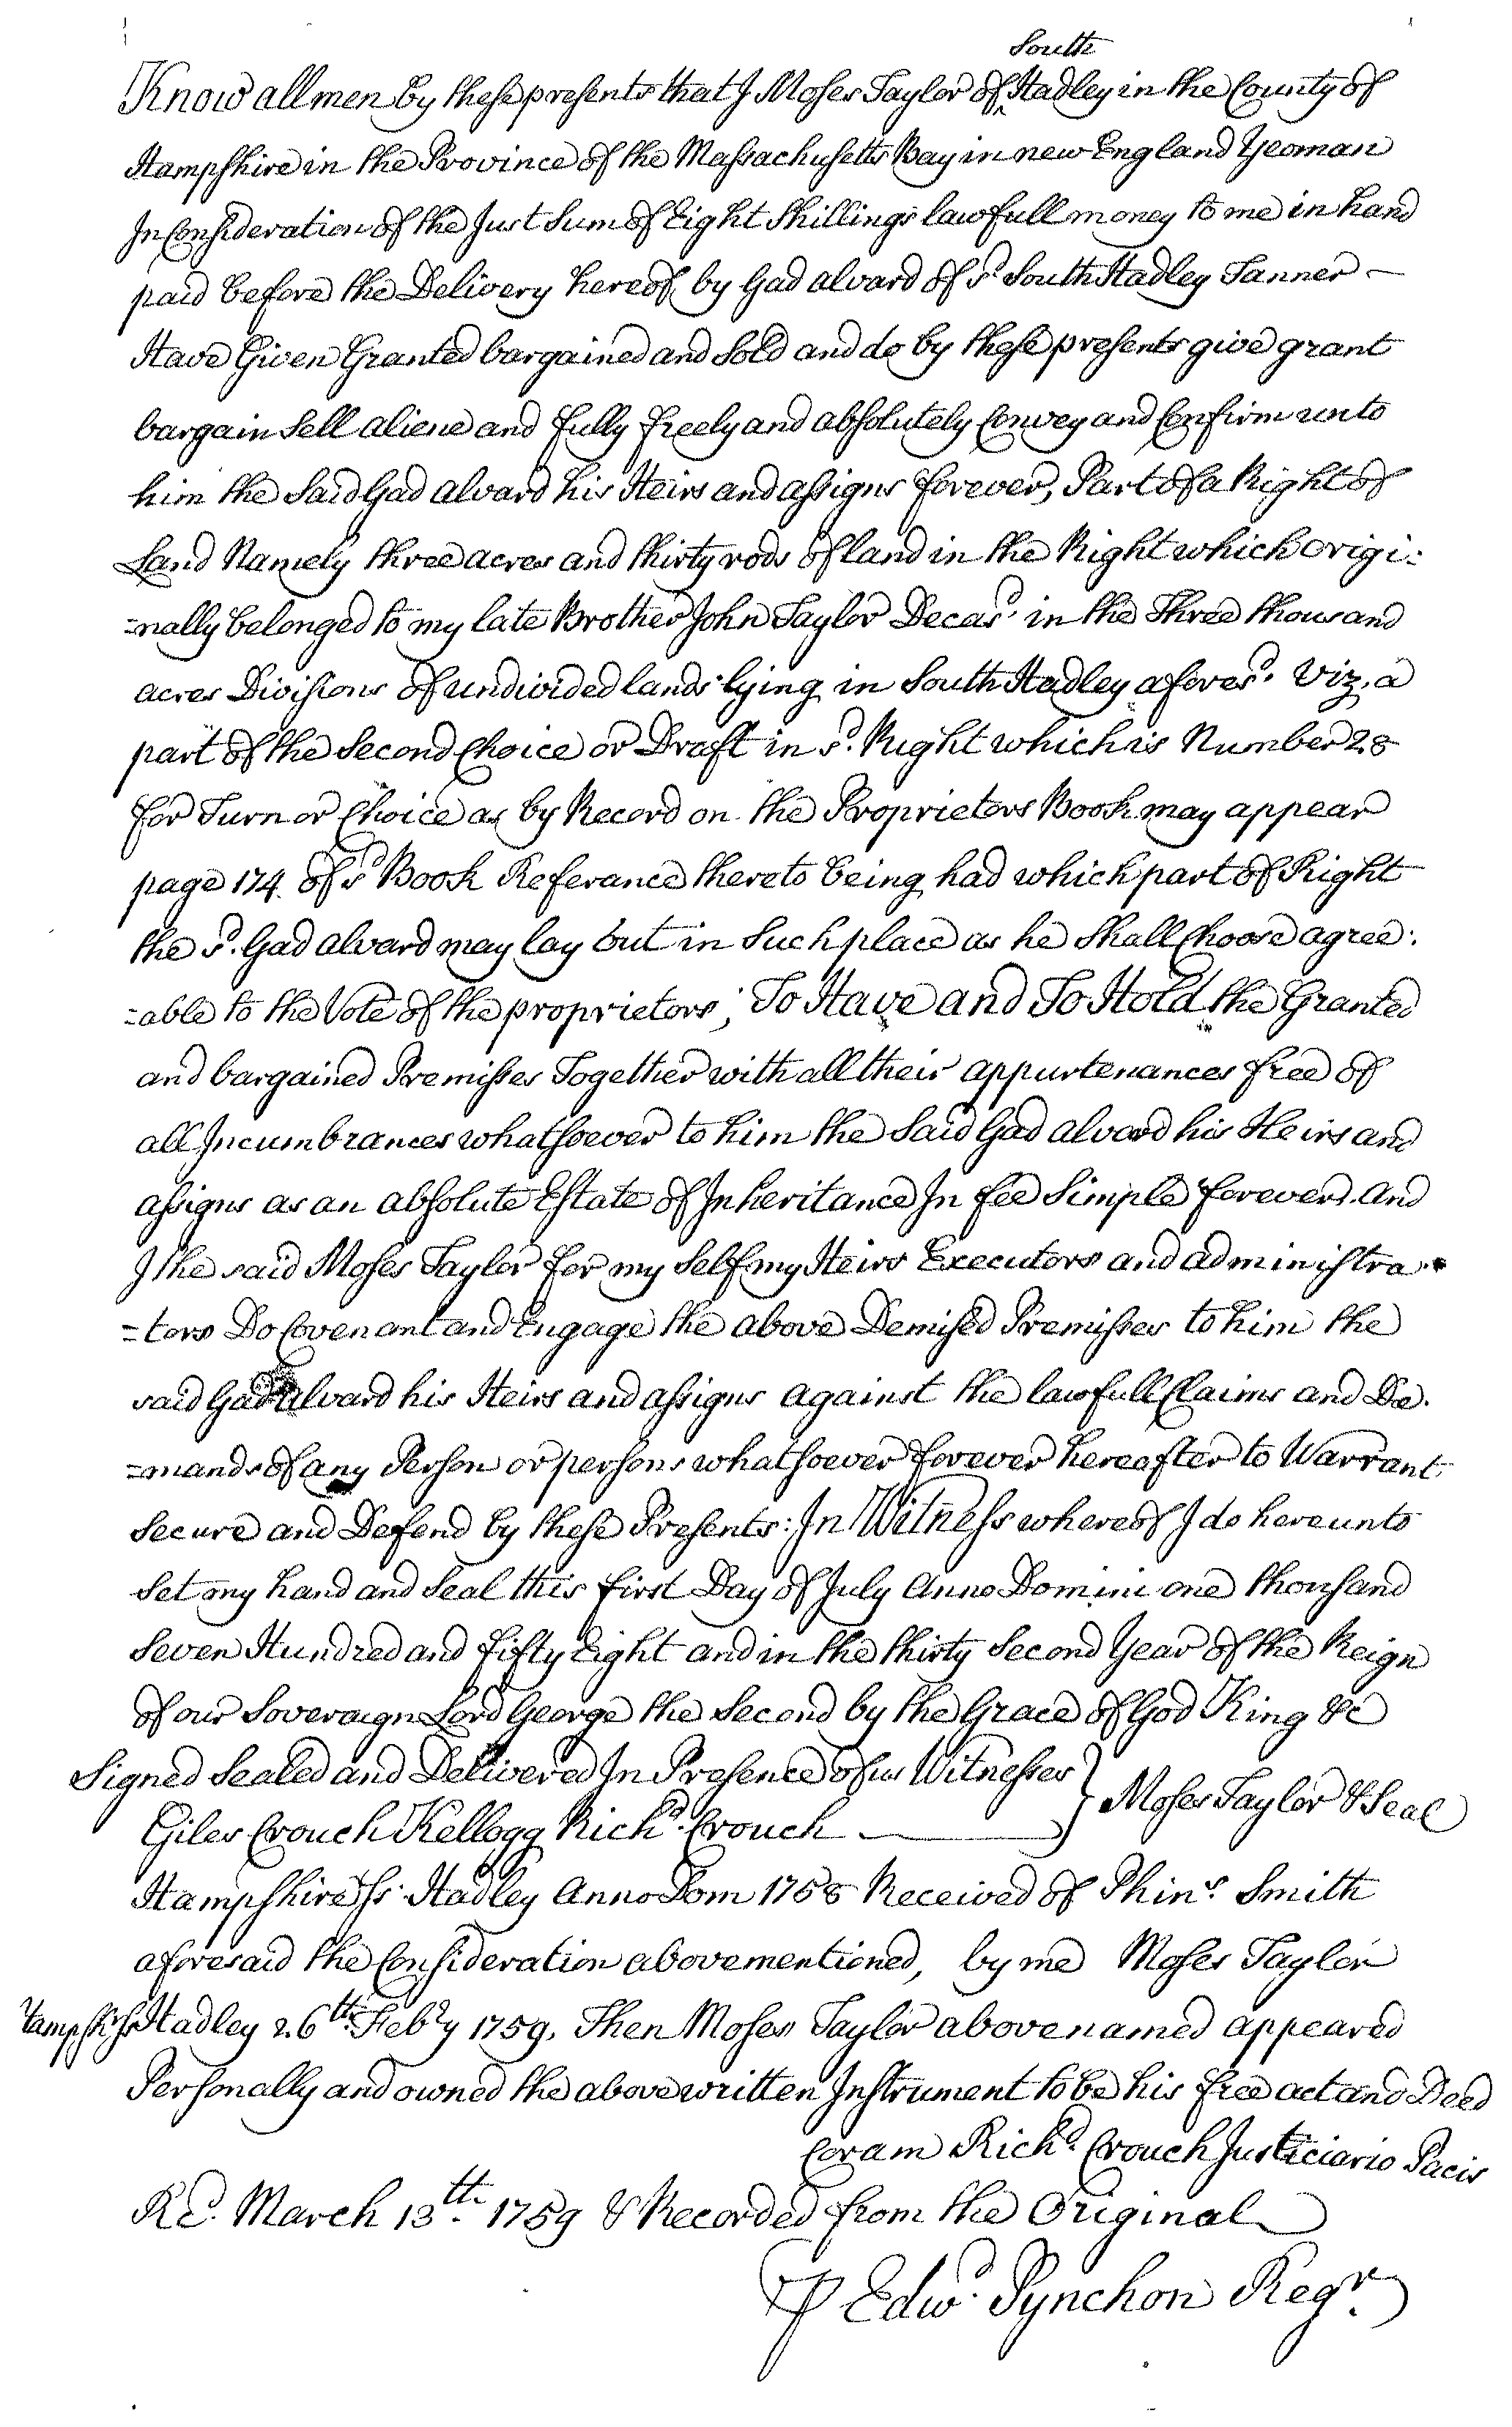 South
Know all men by these presents that I Moses Taylor of ‸ Hadley in the County of
Hampshire in the Province of the Massachusetts Bay in new England Yeoman
In Consideration of the Just Sum of Eight Shillings lawfull money to me in hand
paid before the Delivery hereof by Gad alvard of sd. South Hadley Tanner —
Have Given Granted bargained and Sold and do by these presents give grant
bargain Sell aliene and fully freely and absolutely Convey and Confirm unto
him the Said Gad alvard his Heirs and assigns forever, Part of a Right of
Land Namely three acres and thirty rods of land in the Right which origi:
=nally belonged to my late Brother John Taylor Decasd. in the Three thousand
acres Divisions of undivided lands lying in South Hadley aforesd. Viz. a
part of the Second Choice or Draft in sd. Right which is Number 28
for Turn or Choice as by Record on the Proprietors Book may appear
page 174. of sd Book Referance thereto being had which part of Right
the sd. Gad alvard may lay out in Such place as he Shall Choose agree:
=able to the Vote of the proprietors; To Have and To Hold the Granted
and bargained Premisses Together with all their appurtenances free of
all Incumbrances whatsoever to him the Said Gad alvard his Heirs and
assigns as an absolute Estate of Inheritance In fee Simple forever. And
I the said Moses Taylor for my Self my Heirs Executors and administra=
=tors Do Covenant and Engage the above Demised Premisses to him the
said Gad alvard his Heirs and assigns against the lawfull Claims and De.
=mands of any Person or persons whatsoever forever hereafter to Warrant,
Secure and Defend by these Presents: In Witness whereof I do hereunto
Set my hand and Seal this first Day of July Anno Domini one thousand
Seven Hundred and fifty Eight and in the thirty Second Year of the Reign
of our Soveraign Lord George the Second by the Grace of God King &c
Signed Sealed and Delivered In Presence of us Witnesses } Moses Taylor & Seal
Giles Crouch Kellogg Richd. Crouch —
Hampshire ss. Hadley Anno Dom 1758 Received of Phins. Smith
aforesaid the Consideration abovementioned, by me Moses Taylor
Hampshr ss Hadley 26th. Feby 1759. Then Moses Taylor above named appeared
Personally and owned the above written Instrument to be his free act and Deed
Coram Richd. Crouch Justiciario Pacis
Rd. March 13th. 1759 & Recorded from the Original
⅌ Edwd. Pynchon Regr.